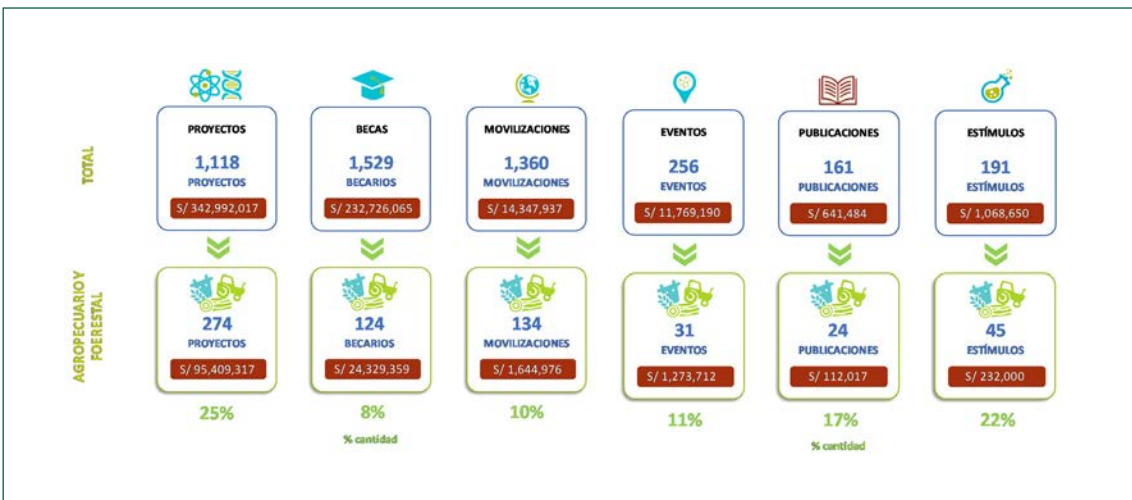 TOTAL
PROYECTOS
1,118
PROYECTOS
S/ 342,992,017
BECAS
1,529
BECARIOS
S/ 232,726,065
MOVILIZACIONES
1,360
MOVILIZACIONES
S/ 14,347,937
EVENTOS
256
EVENTOS
S/ 11,769,190
PUBLICACIONES
161
PUBLICACIONES
S/ 641,484
ESTÍMULOS
191
ESTÍMULOS
S/ 1,068,650
AGROPECUARIO Y
FOERESTAL
274
PROYECTOS
S/ 95,409,317
25%
124
BECARIOS
S/ 24,329,359
8%
% cantidad
134
MOVILIZACIONES
S/ 1,644,976
10%
31
EVENTOS
S/ 1,273,712
11%
24
PUBLICACIONES
S/ 112,017
17%
% cantidad
45
ESTÍMULOS
S/ 232,000
22%